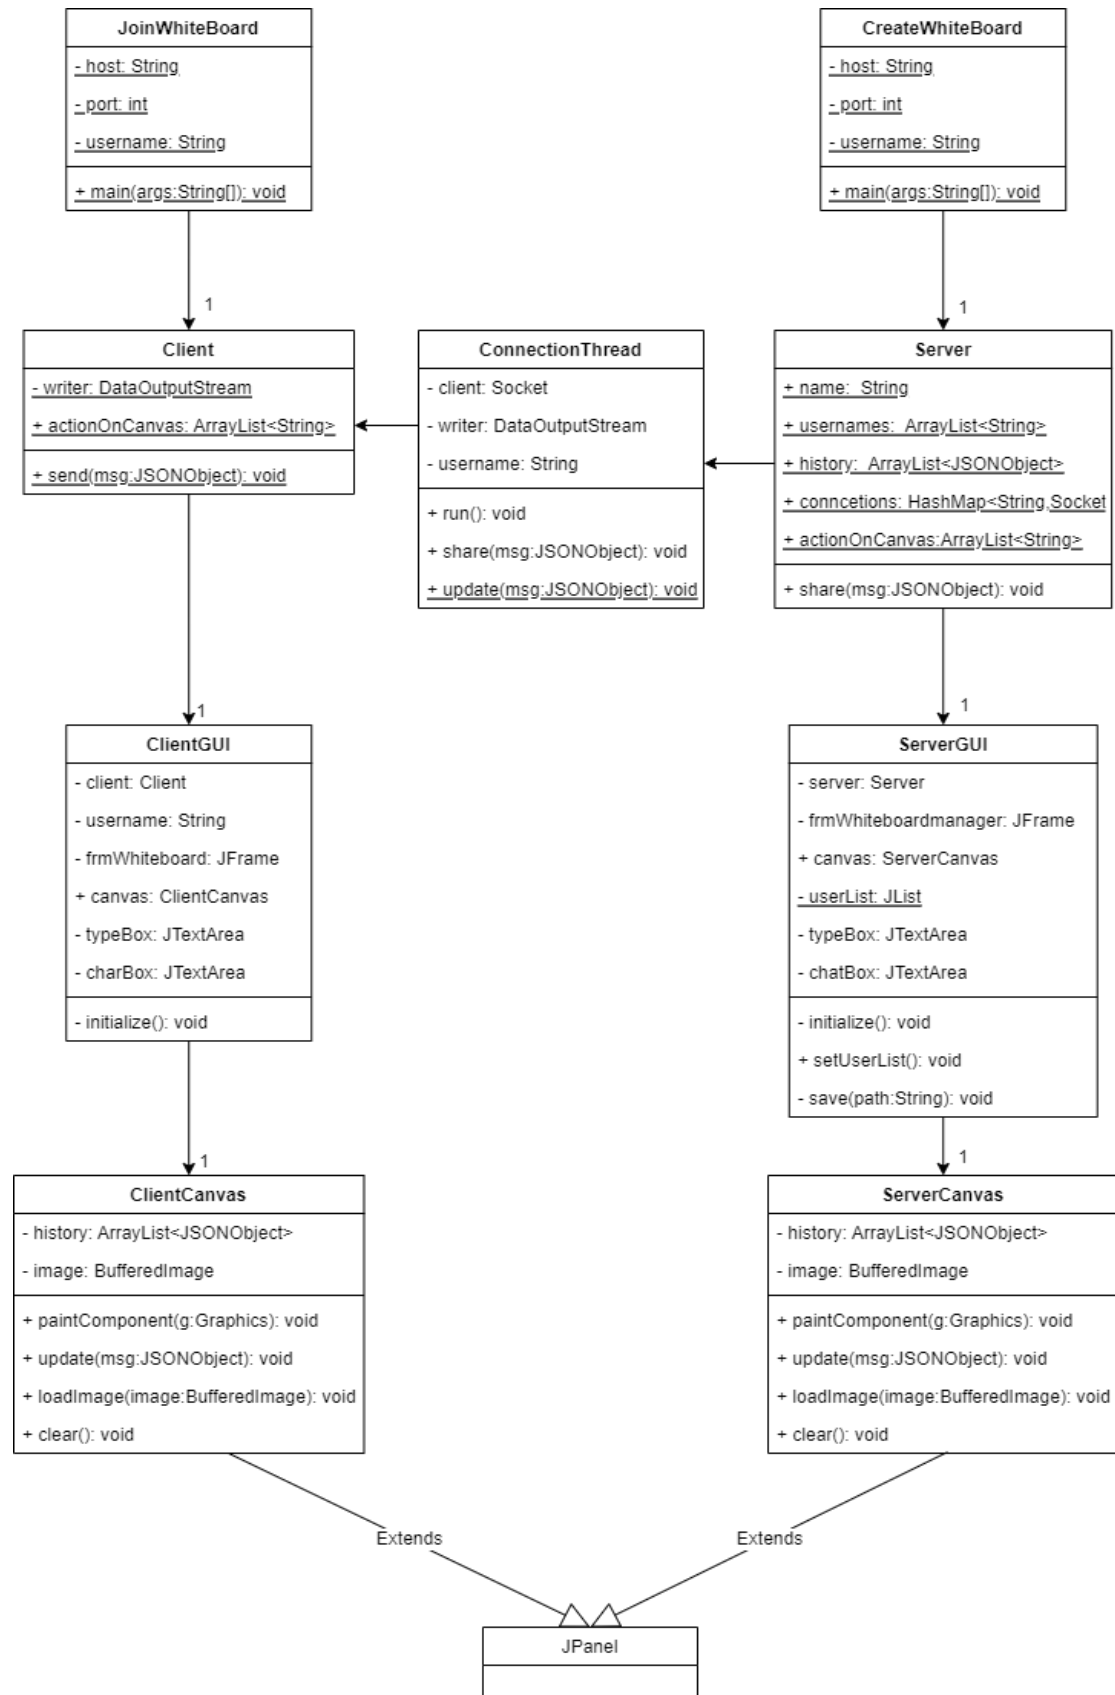 JoinWhiteBoard
- host: String
- port: int
- username: String
+ main(args:String[]): void
CreateWhiteBoard
- host: String
- port: int
- username: String
+ main(args:String[]): void
1
1
Client
- writer: DataOutputStream
+ actionOnCanvas: ArrayList<String>
+ send(msg:JSONObject): void
ConnectionThread
- client: Socket
- writer: DataOutputStream
- username: String
+ run(): void
+ share(msg:JSONObject): void
+ update(msg:JSONObject): void
Server
+ name: String
+ usernames: ArrayList<String>
+ history: ArrayList<JSONObject>
+ conncetions: HashMap<String,Socket
+ actionOnCanvas:ArrayList<String>
+ share(msg:JSONObject): void
1
1
ClientGUI
- client: Client
- username: String
- frmWhiteboard: JFrame
+ canvas: ClientCanvas
- typeBox: JTextArea
- charBox: JTextArea
- initialize(): void
ServerGUI
- server: Server
- frmWhiteboardmanager: JFrame
+ canvas: ServerCanvas
- userList: JList
- typeBox: JTextArea
- chatBox: JTextArea
- initialize(): void
+ setUserList(): void
- save(path:String): void
1
1
ClientCanvas
- history: ArrayList<JSONObject>
- image: BufferedImage
+ paintComponent(g:Graphics): void
+ update(msg:JSONObject): void
+ loadImage(image:BufferedImage): void
+ clear(): void
ServerCanvas
- history: ArrayList<JSONObject>
- image: BufferedImage
+ paintComponent(g:Graphics): void
+ update(msg:JSONObject): void
+ loadImage(image:BufferedImage): void
+ clear(): void
Extends
Extends
JPanel